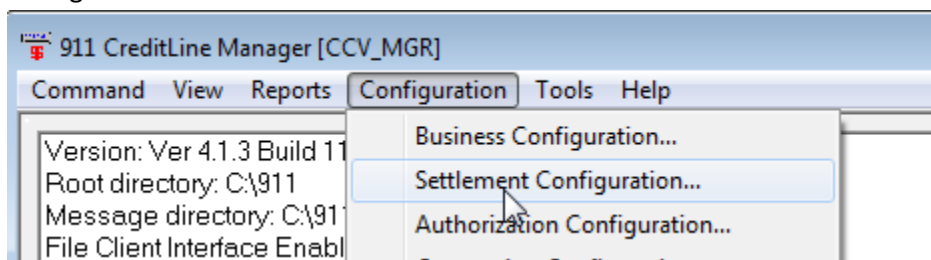 911 CreditLine Manager [CCV_MGR]
Command View Reports Configuration Tools Help
Business Configuration...
Version: Ver 4.1.3 Build 11
Settlement Configuration...
Root directory: C:\911
Message directory: C:\911
Authorization Configuration...
File Client Interface Enabl